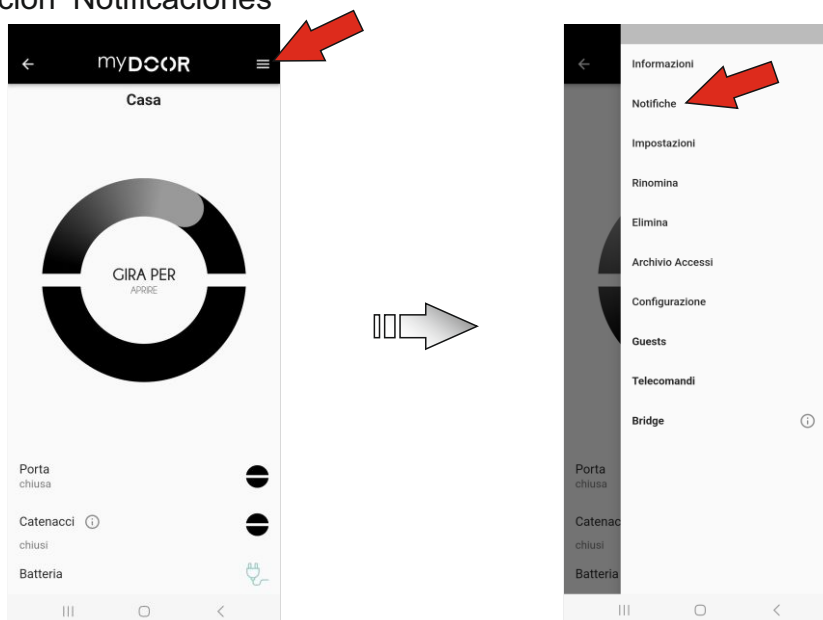 ción Notificaciones
myDOOR
Casa
GIRA PER
APRIRE
Porta
chiusa
Catenacci
chiusi
Batteria
Informazioni
Notifiche
Impostazioni
Rinomina
Elimina
Archivio Accessi
Configurazione
Guests
Telecomandi
Bridge
Porta
chiusa
Catenac
chiusi
Batteria